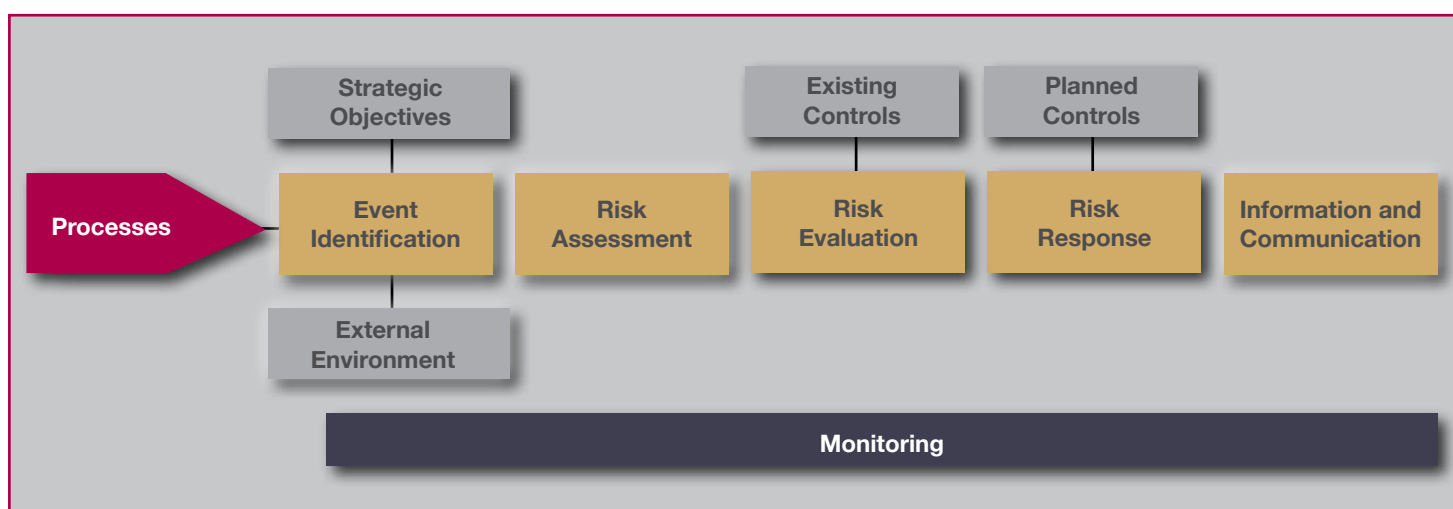 Strategic
Objectives
Existing
Controls
Planned
Controls
Processes
Event
Identification
Risk
Assessment
Risk
Evaluation
Risk
Response
Information and
Communication
External
Environment
Monitoring